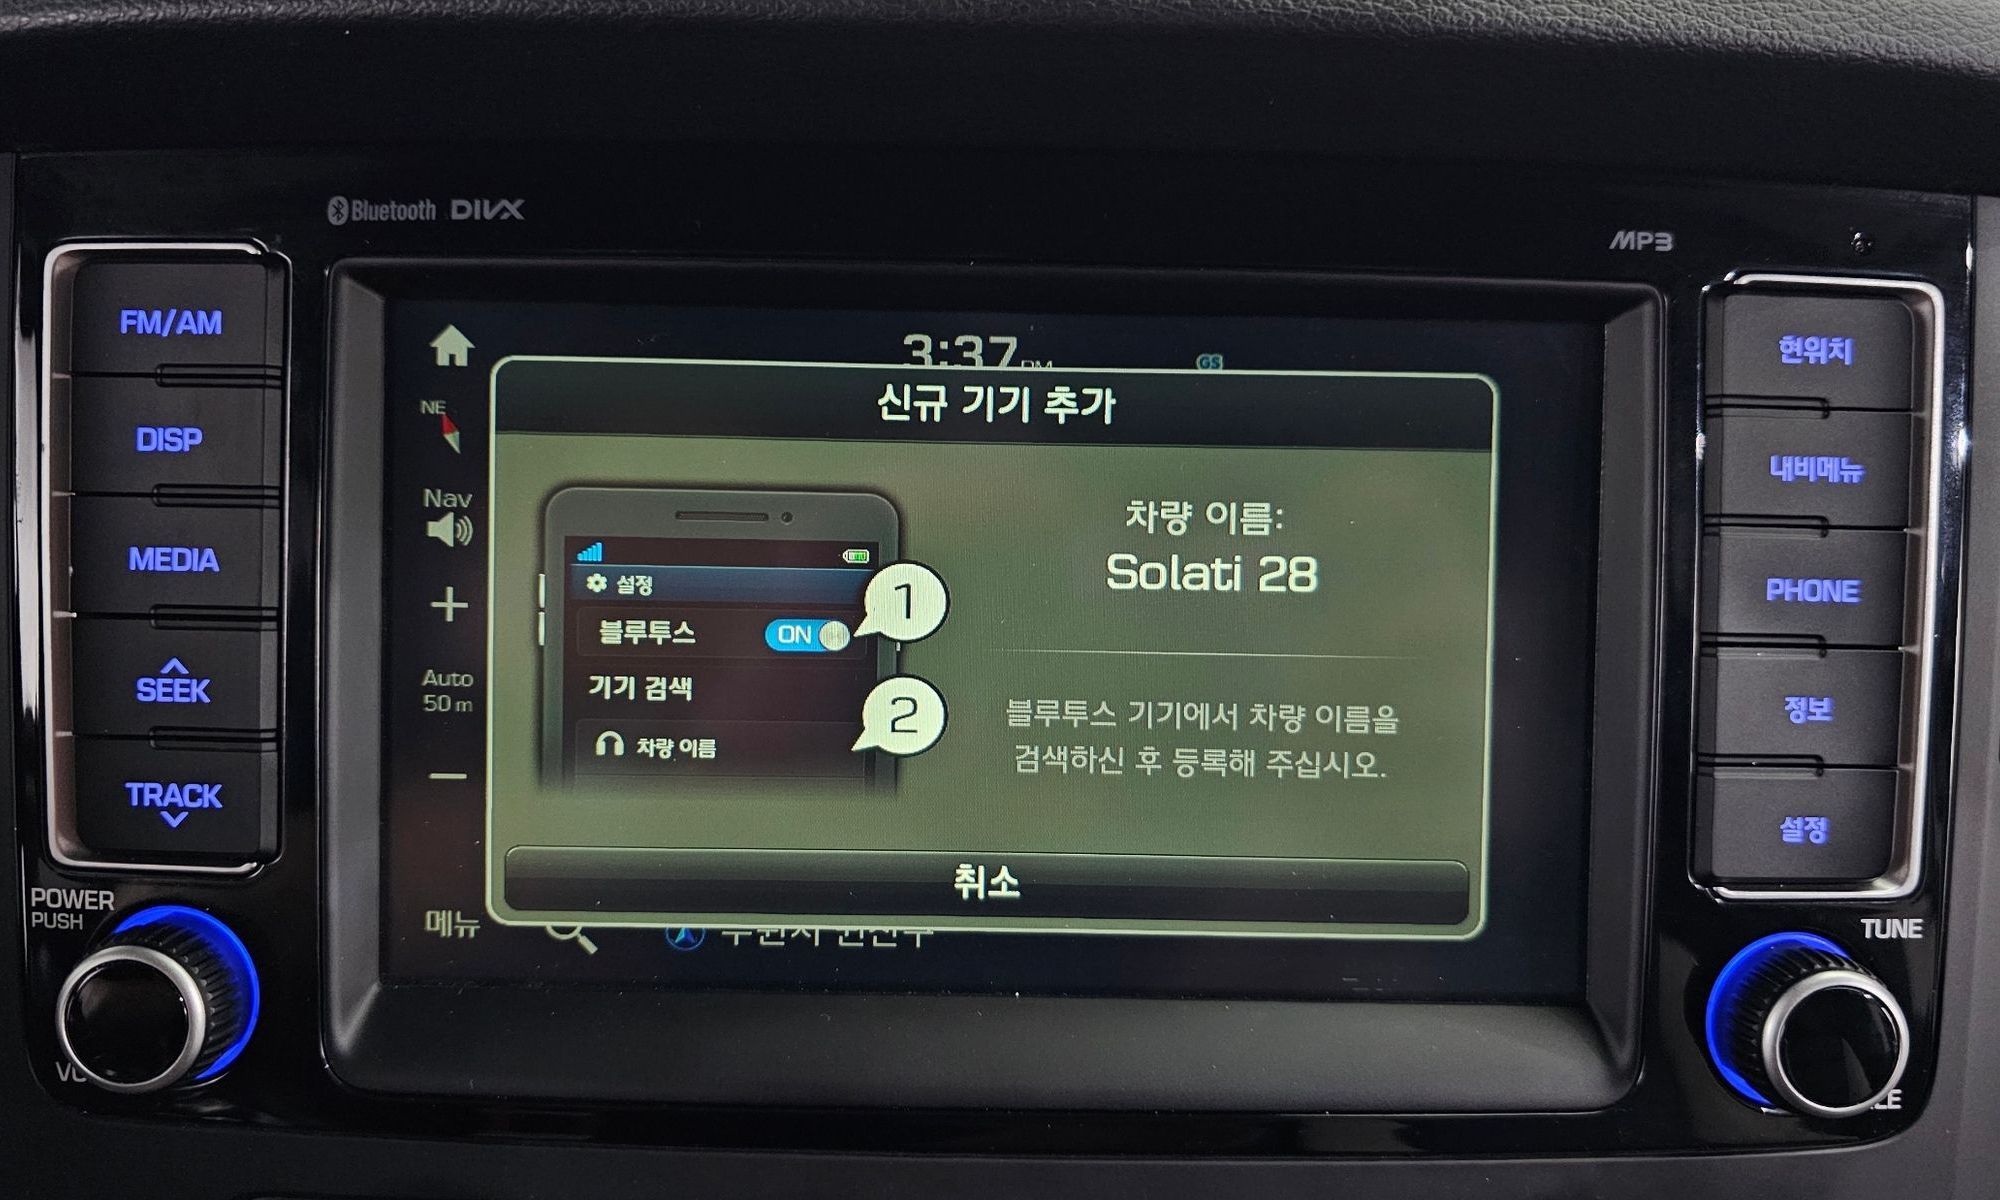 Bluetooth DIVX
MP3
FM/AM
DISP
MEDIA
SEEK
TRACK
POWER
PUSH
3:37 PM
GS
NE
Nav
Auto
50 m
메뉴
신규 기기 추가
설정
블루투스 ON
1
기기 검색
2
차량 이름
차량 이름:
Solati 28
블루투스 기기에서 차량 이름을
검색하신 후 등록해 주십시오.
취소
현위치
내비메뉴
PHONE
정보
설정
TUNE